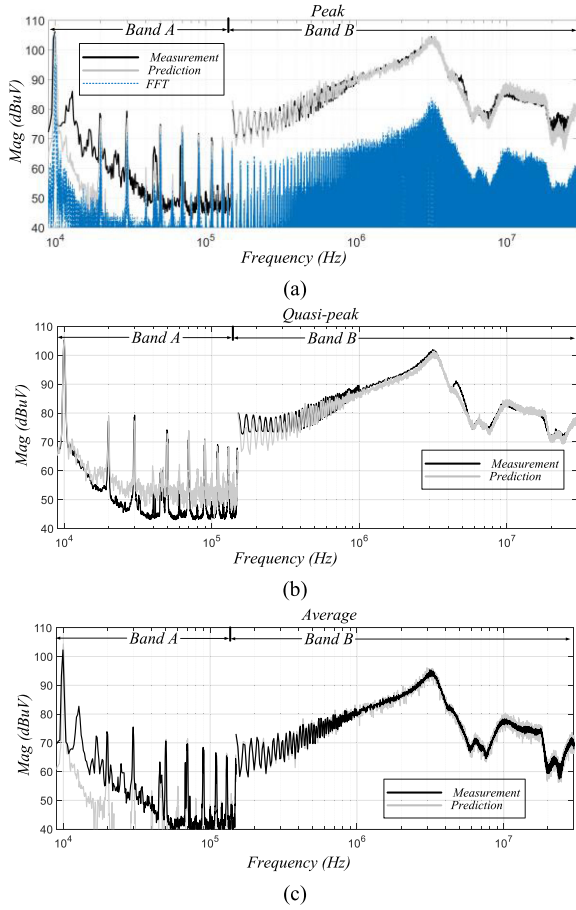 Peak
Band A
Band B
Measurement
Prediction
FFT
Mag (dBuV)
110
100
90
80
70
60
50
40
10^4
10^5
10^6
10^7
Frequency (Hz)
(a)
Quasi-peak
Band A
Band B
Mag (dBuV)
110
100
90
80
70
60
50
40
Measurement
Prediction
10^4
10^5
10^6
10^7
Frequency (Hz)
(b)
Average
Band A
Band B
Mag (dBuV)
110
100
90
80
70
60
50
40
Measurement
Prediction
10^4
10^5
10^6
10^7
Frequency (Hz)
(c)